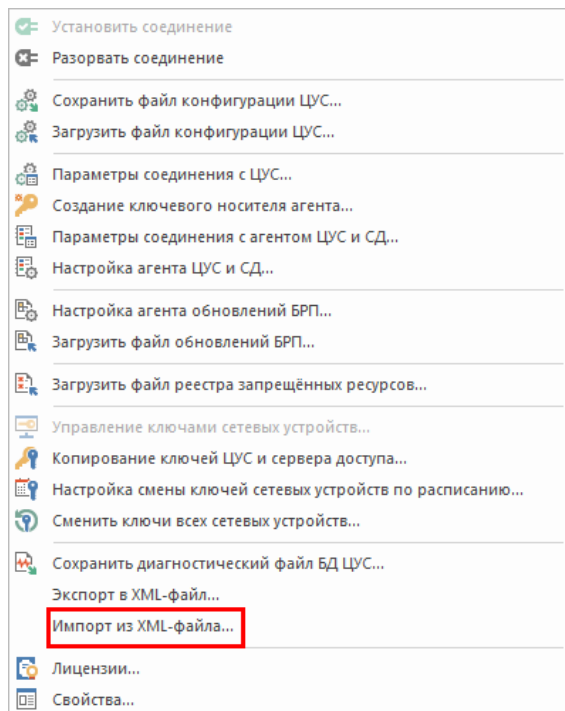 Установить соединение
Разорвать соединение
Сохранить файл конфигурации ЦУС...
Загрузить файл конфигурации ЦУС...
Параметры соединения с ЦУС...
Создание ключевого носителя агента...
Параметры соединения с агентом ЦУС и СД...
Настройка агента ЦУС и СД...
Настройка агента обновлений БРП...
Загрузить файл обновлений БРП...
Загрузить файл реестра запрещённых ресурсов...
Управление ключами сетевых устройств...
Копирование ключей ЦУС и сервера доступа...
Настройка смены ключей сетевых устройств по расписанию...
Сменить ключи всех сетевых устройств...
Сохранить диагностический файл БД ЦУС...
Экспорт в XML-файл...
Импорт из XML-файла...
Лицензии...
Свойства...